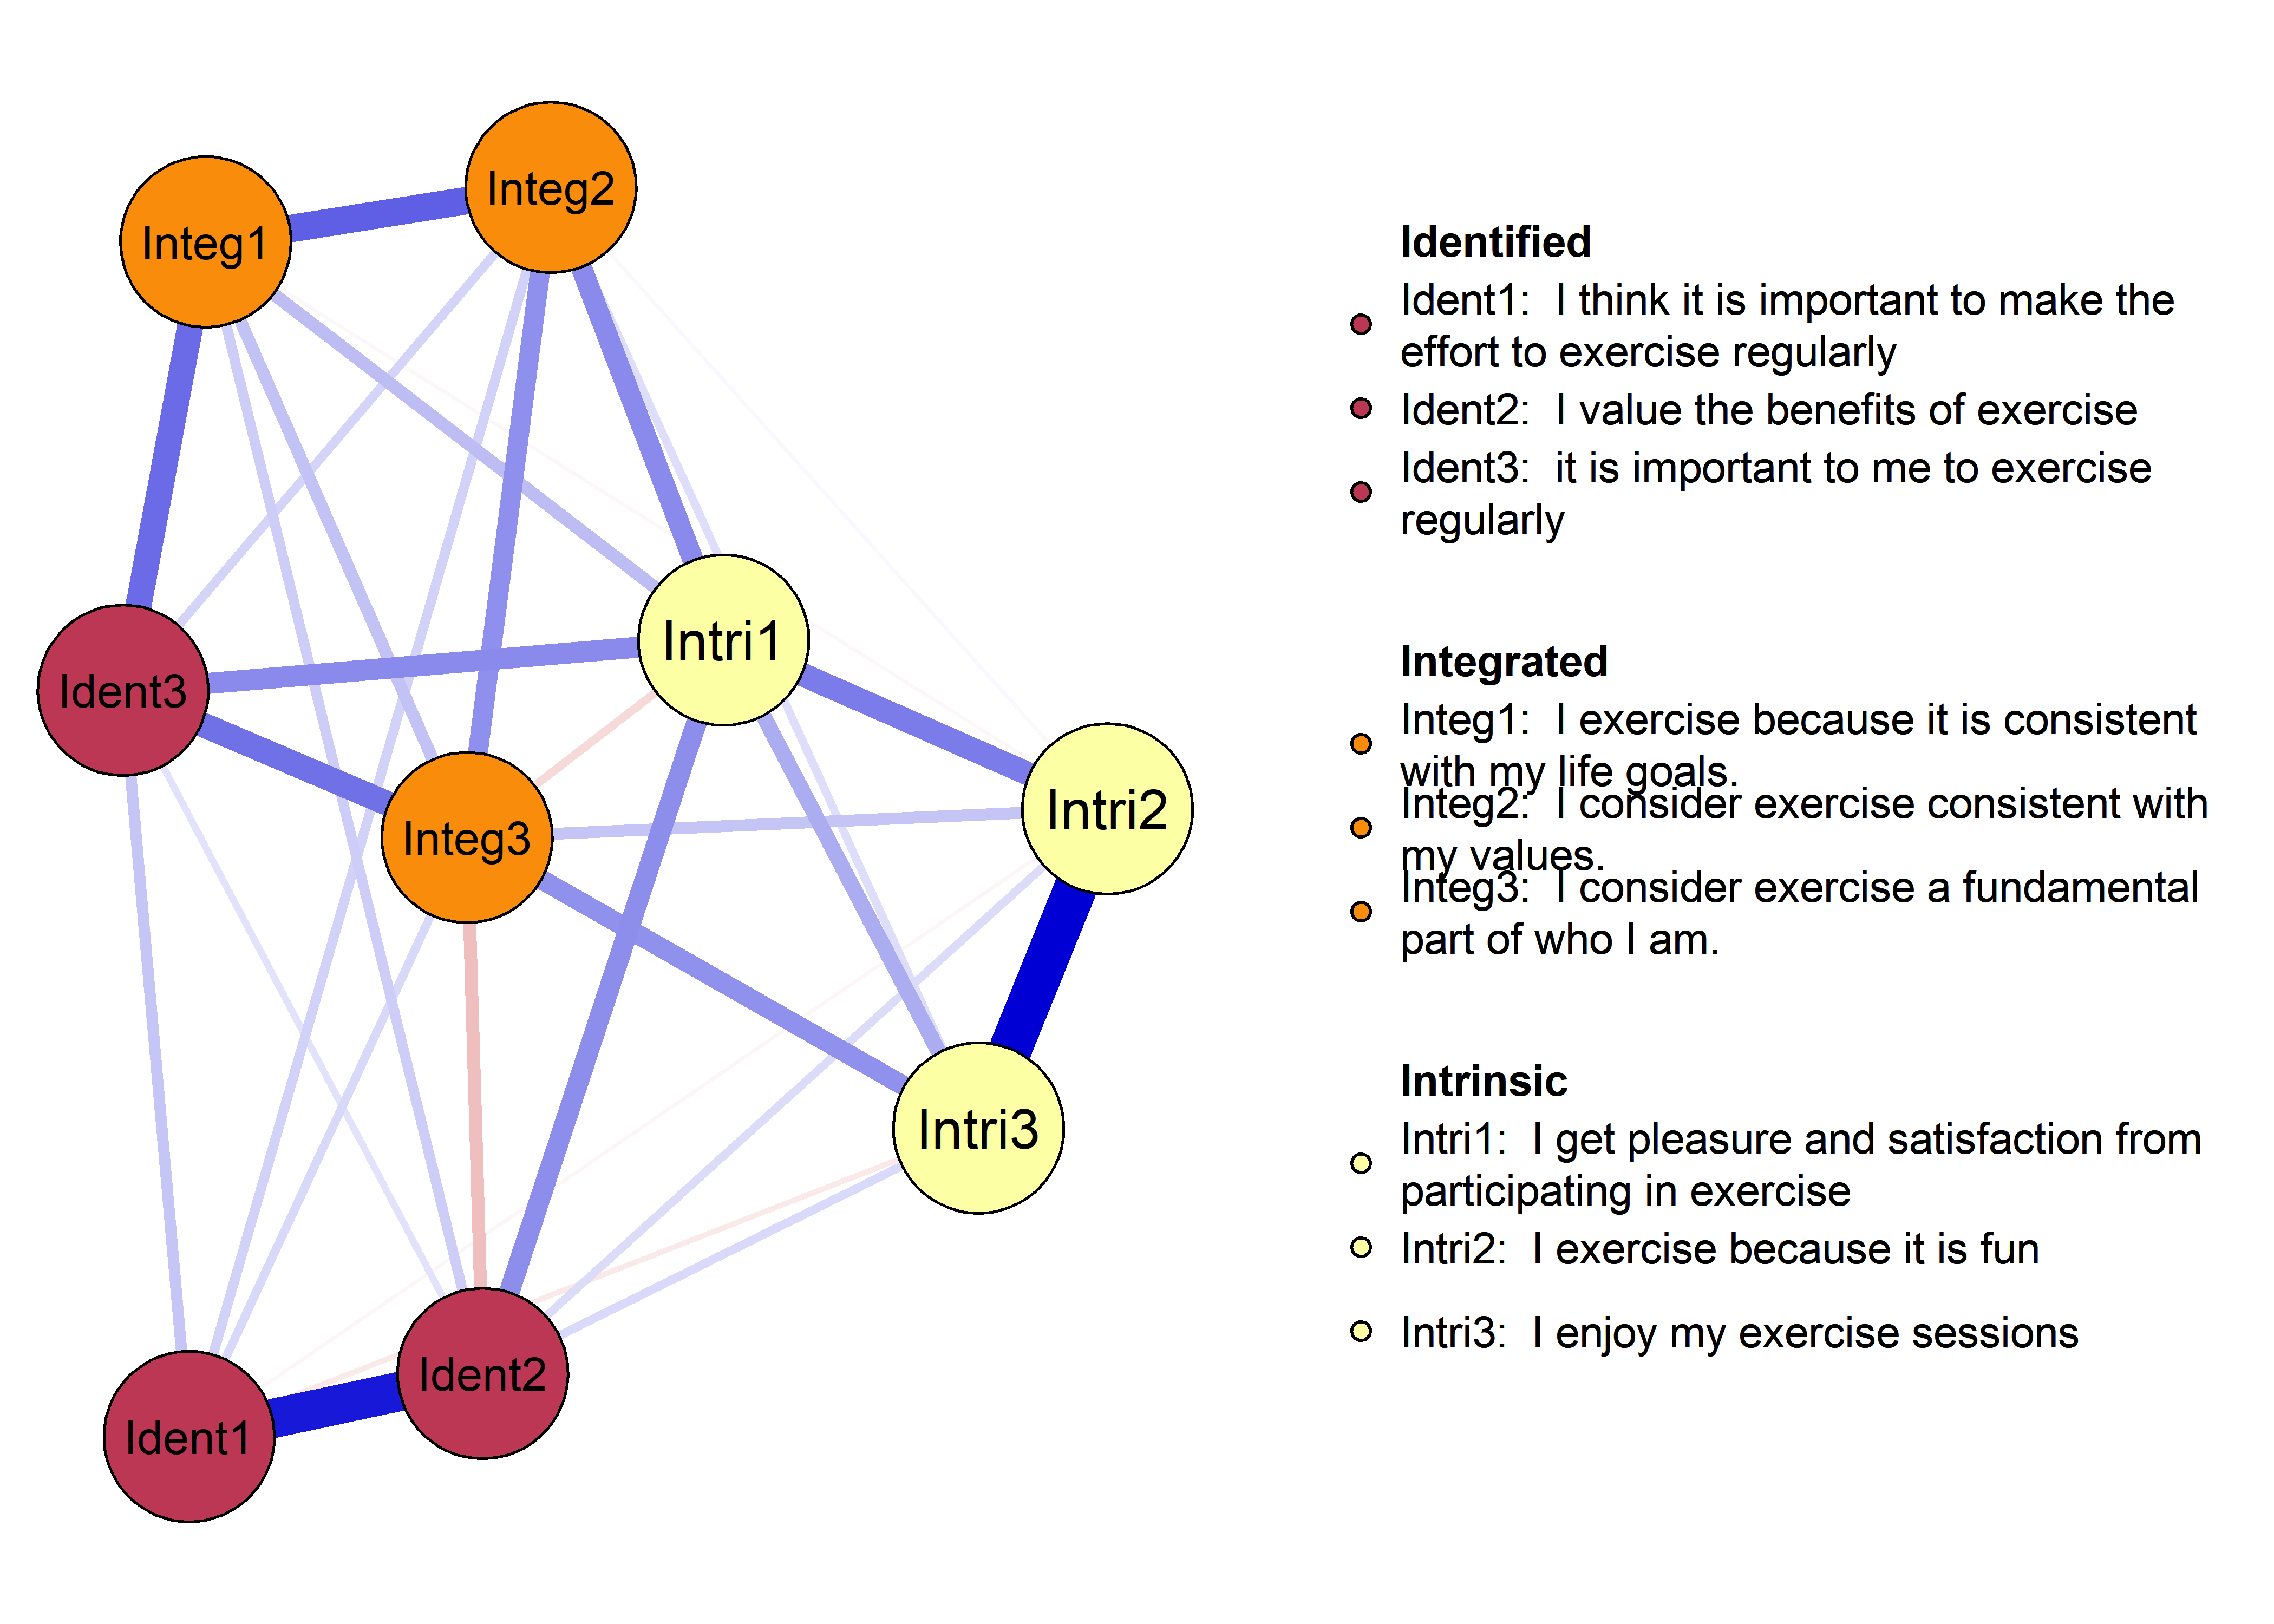 Integ2
Integ1
Intri1
Ident3
Intri2
Integ3
Intri3
Ident2
Ident1
Identified
Ident1:  I think it is important to make the
effort to exercise regularly
Ident2:  I value the benefits of exercise
Ident3:  it is important to me to exercise
regularly
Integrated
Integ1:  I exercise because it is consistent
with my life goals.
Integ2:  I consider exercise consistent with
my values.
Integ3:  I consider exercise a fundamental
part of who I am.
Intrinsic
Intri1:  I get pleasure and satisfaction from
participating in exercise
Intri2:  I exercise because it is fun
Intri3:  I enjoy my exercise sessions